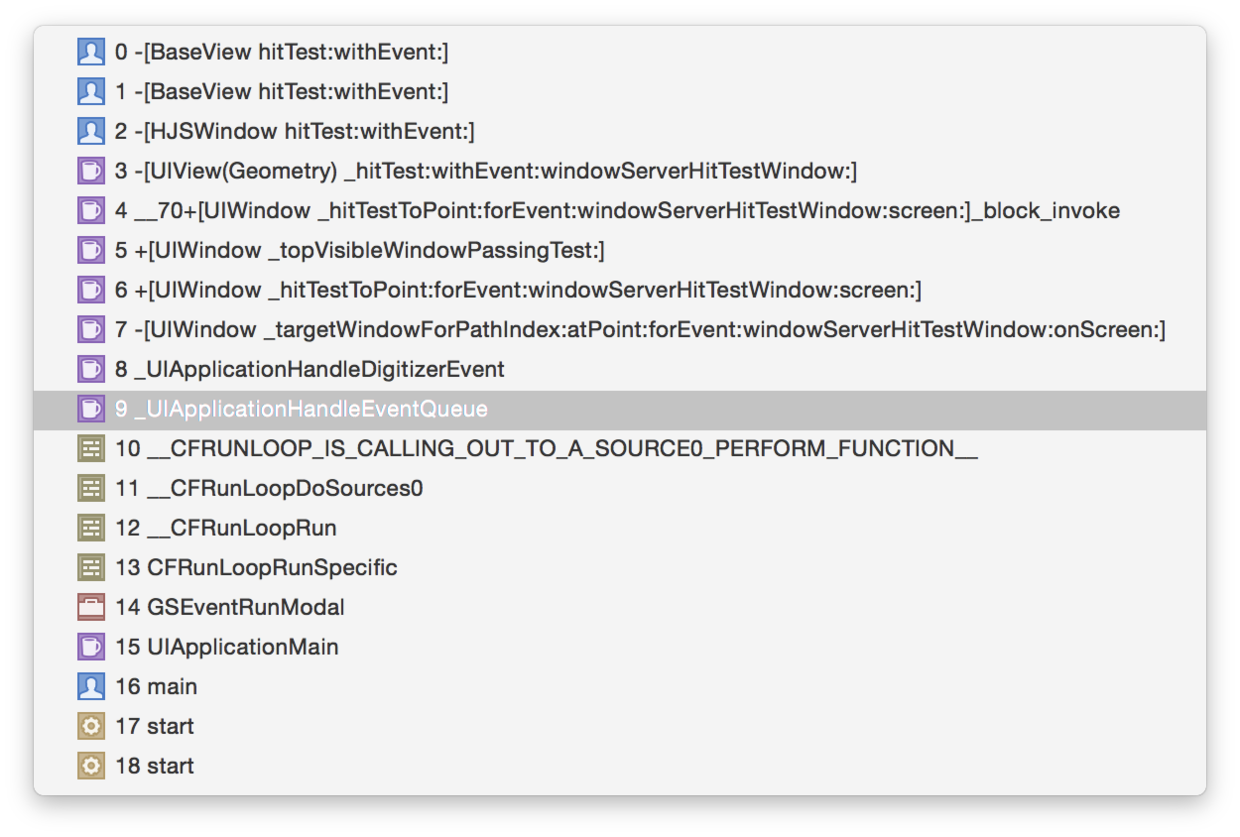 0 -[BaseView hitTest:withEvent:]
1 -[BaseView hitTest:withEvent:]
2 -[HJSWindow hitTest:withEvent:]
3 -[UIView(Geometry) _hitTest:withEvent:windowServerHitTestWindow:]
4 __70+[UIWindow _hitTestToPoint:forEvent:windowServerHitTestWindow:screen:]_block_invoke
5 +[UIWindow _topVisibleWindowPassingTest:]
6 +[UIWindow _hitTestToPoint:forEvent:windowServerHitTestWindow:screen:]
7 -[UIWindow _targetWindowForPathIndex:atPoint:forEvent:windowServerHitTestWindow:onScreen:]
8 _UIApplicationHandleDigitizerEvent
9 _UIApplicationHandleEventQueue
10 __CFRUNLOOP_IS_CALLING_OUT_TO_A_SOURCE0_PERFORM_FUNCTION__
11 __CFRunLoopDoSources0
12 __CFRunLoopRun
13 CFRunLoopRunSpecific
14 GSEventRunModal
15 UIApplicationMain
16 main
17 start
18 start